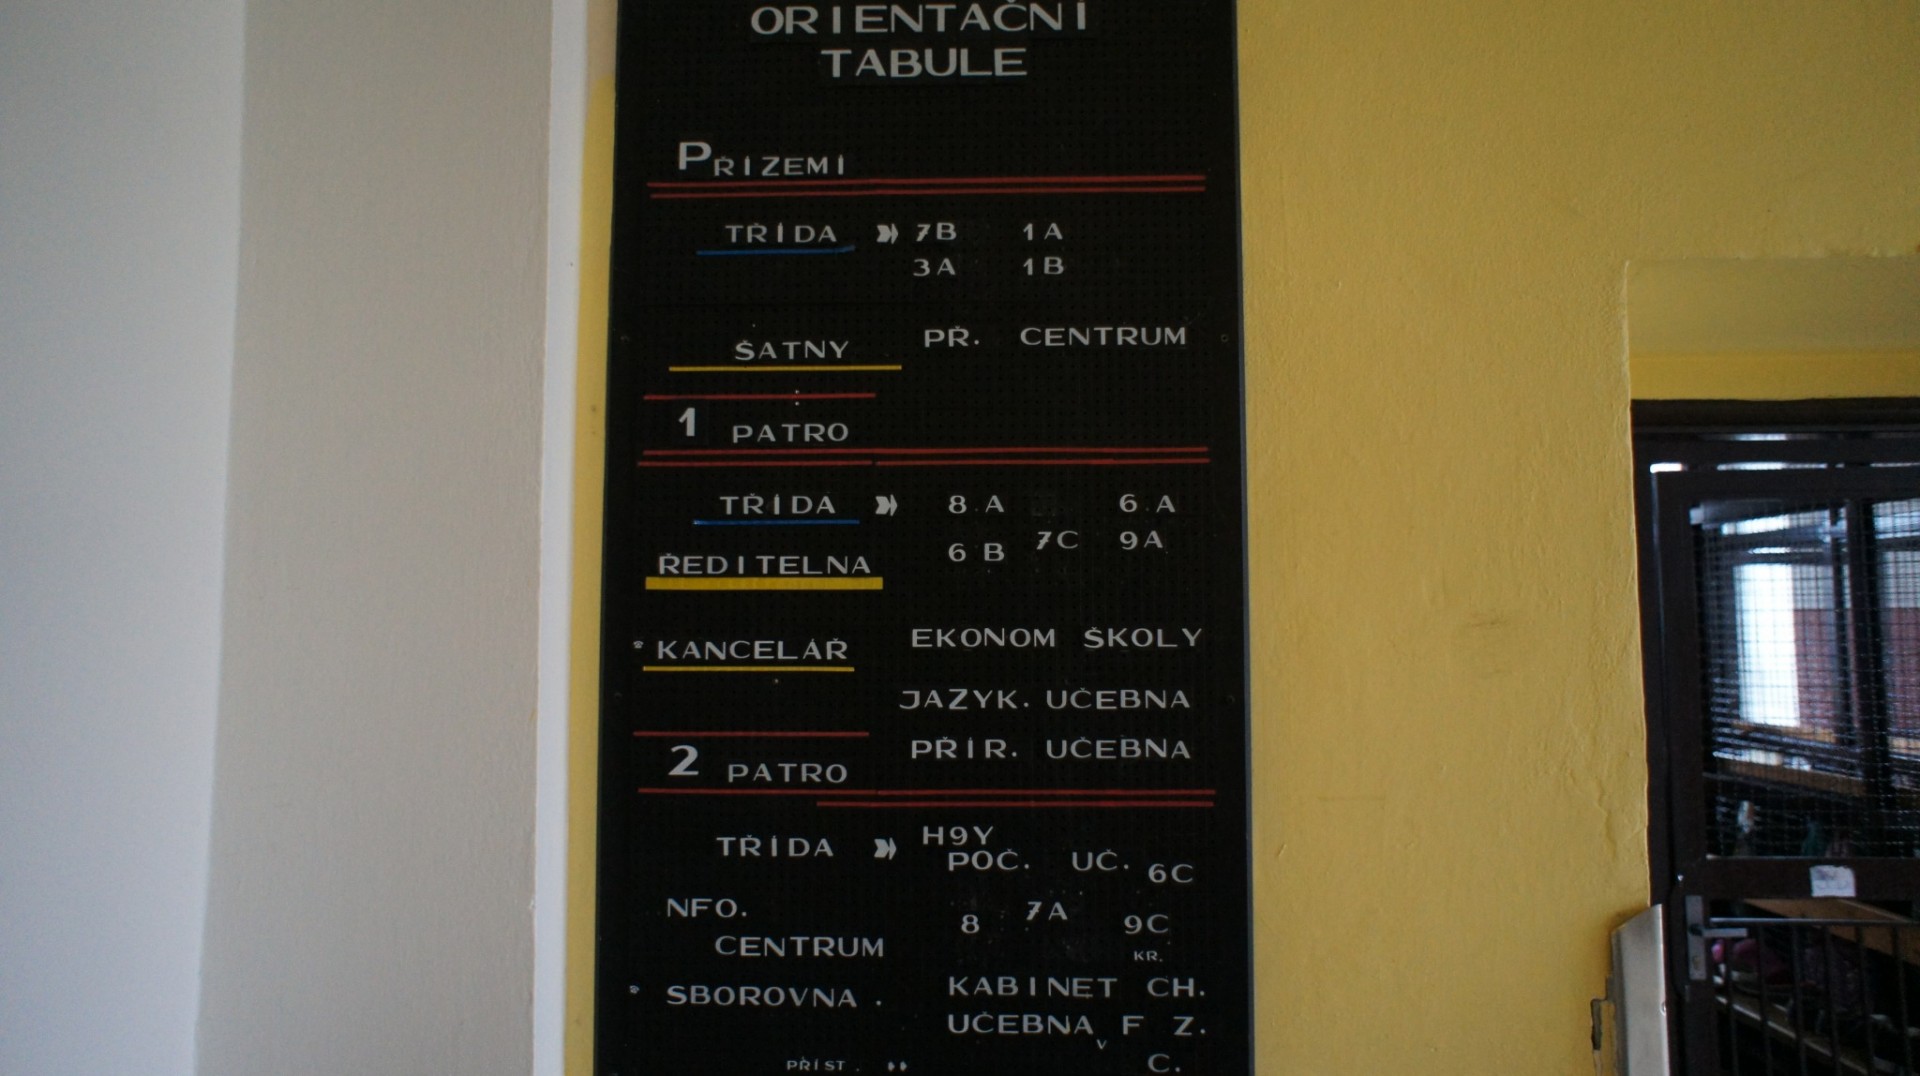 ORIENTAČNÍ
TABULE
PŘÍZEMÍ
TŘÍDA 7B 1A
3A 1B
ŠATNY PŘ. CENTRUM
1 PATRO
TŘÍDA 8.A 6.A
6 B 7C 9A
ŘEDITELNA
KANCELÁŘ EKONOM ŠKOLY
JAZYK. UČEBNA
PŘÍR. UČEBNA
2 PATRO
TŘÍDA H9Y
POČ. UČ. 6C
NFO. 8 7A 9C
CENTRUM KR.
SBOROVNA . KABINET CH.
UČEBNA F Z.
V
PŘÍST. C.